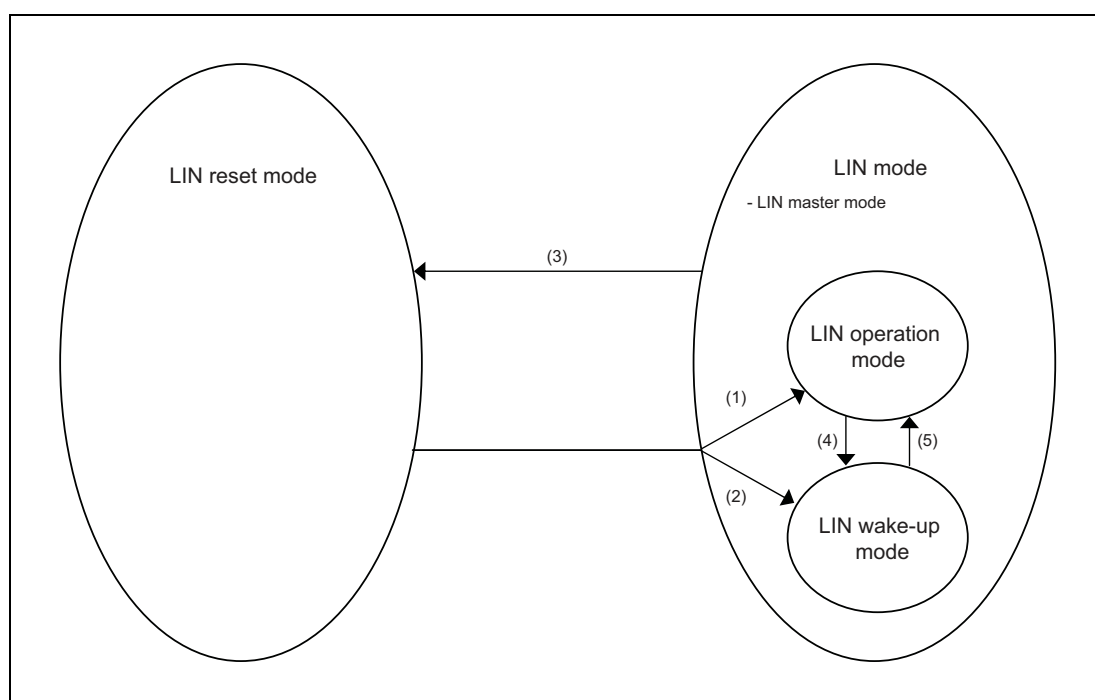 LIN reset mode
LIN mode
- LIN master mode
(3)
LIN operation
mode
(1)
(4)
(5)
(2)
LIN wake-up
mode